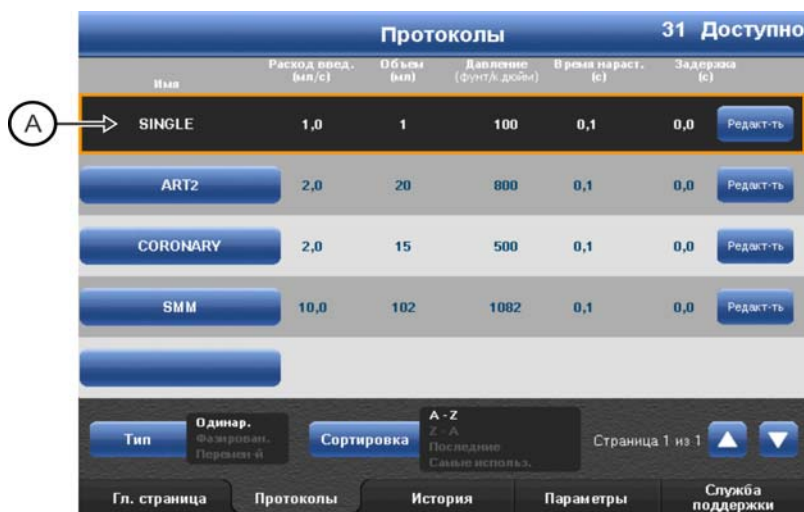 Протоколы
31 Доступно
Имя
Расход введ. (мл/с)
Объем (мл)
Давление (фунт/к.дюйм)
Время нараст. (с)
Задержка (с)
A
SINGLE 1,0 1 100 0,1 0,0 Редакт-ть
ART2 2,0 20 800 0,1 0,0 Редакт-ть
CORONARY 2,0 15 500 0,1 0,0 Редакт-ть
SMM 10,0 102 1082 0,1 0,0 Редакт-ть
Тип
Одинар.
Фазирован.
Перемен-й
Сортировка
A - Z
Z - A
Последние
Самые использ.
Страница 1 из 1
Гл. страница
Протоколы
История
Параметры
Служба
поддержки